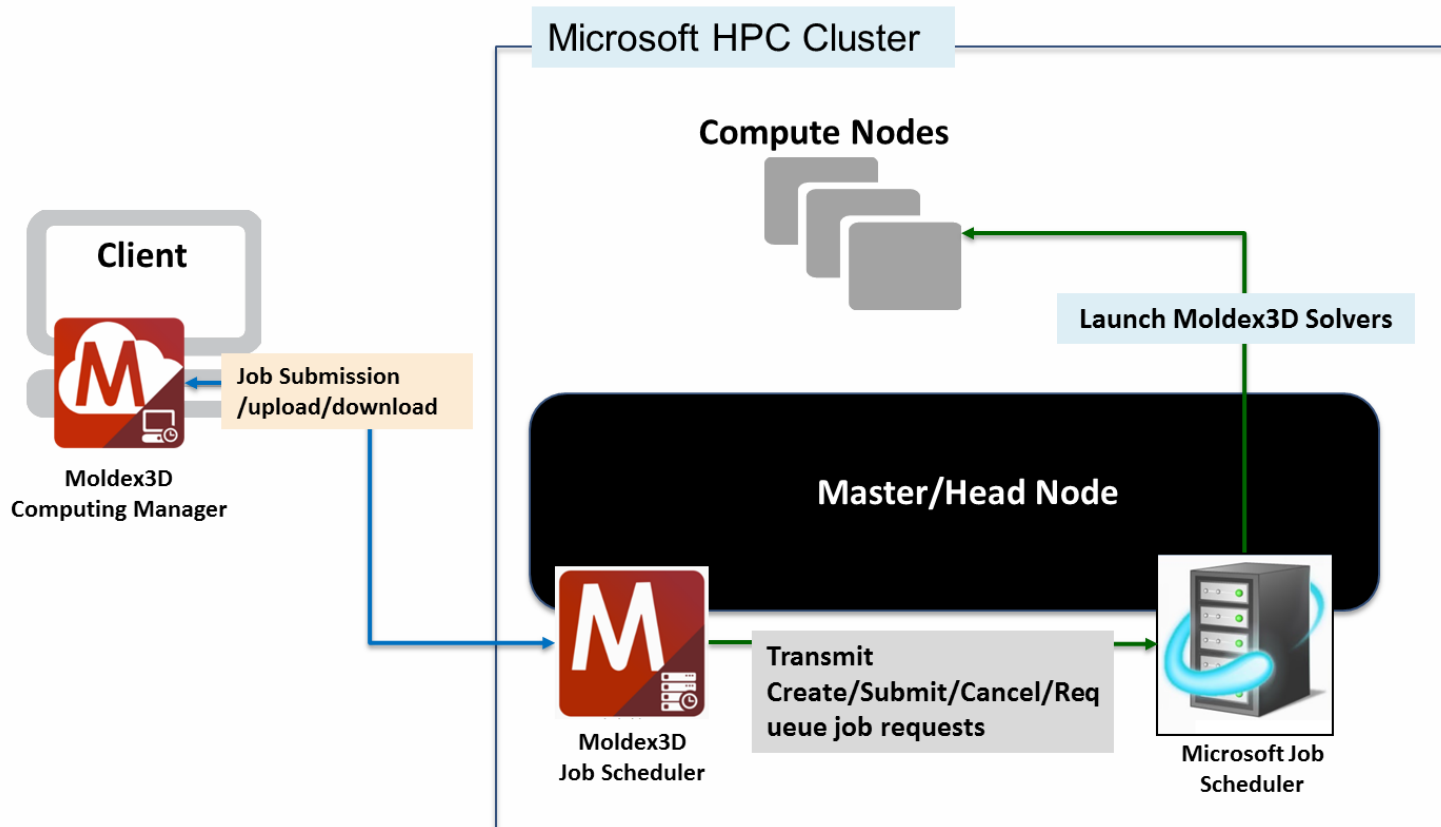 Microsoft HPC Cluster
Compute Nodes
Client
M
Job Submission
/upload/download
Moldex3D
Computing Manager
Launch Moldex3D Solvers
Master/Head Node
M
Transmit
Create/Submit/Cancel/Req
ueue job requests
Moldex3D
Job Scheduler
Microsoft Job
Scheduler